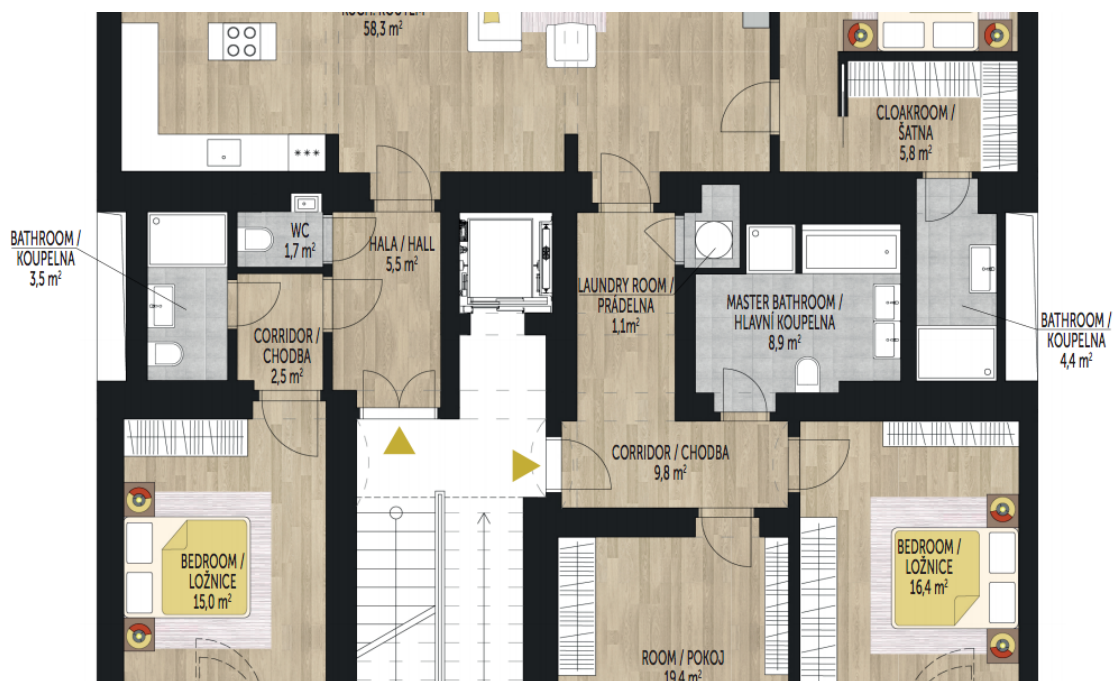 58,3 m²
CLOAKROOM /
ŠATNA
5,8 m²
BATHROOM /
KOUPELNA
3,5 m²
WC
1,7 m²
HALA / HALL
5,5 m²
LAUNDRY ROOM /
PRÁDELNA
1,1m²
MASTER BATHROOM /
HLAVNÍ KOUPELNA
8,9 m²
BATHROOM /
KOUPELNA
4,4 m²
CORRIDOR /
CHODBA
2,5 m²
CORRIDOR / CHODBA
9,8 m²
BEDROOM /
LOŽNICE
15,0 m²
BEDROOM /
LOŽNICE
16,4 m²
ROOM / POKOJ
19,4 m²